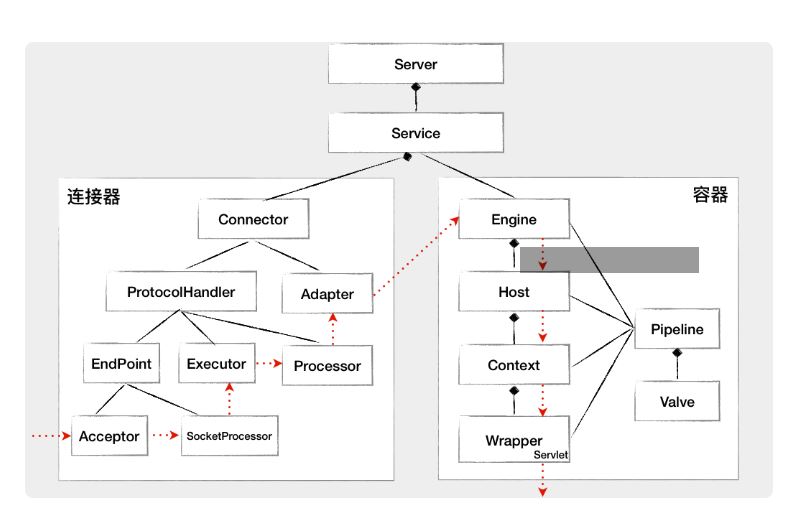 Server
Service
连接器
容器
Connector
Engine
ProtocolHandler
Adapter
Host
Pipeline
EndPoint
Executor
Processor
Context
Valve
Acceptor
SocketProcessor
Wrapper
Servlet